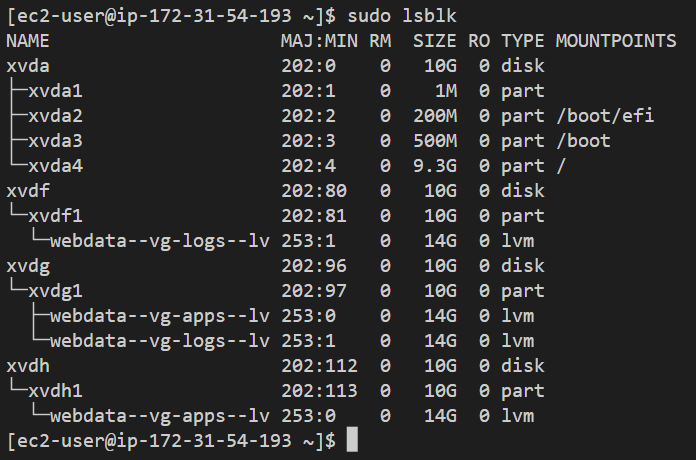 [ec2-user@ip-172-31-54-193 ~]$ sudo lsblk
NAME                     MAJ:MIN RM  SIZE RO TYPE MOUNTPOINTS
xvda                     202:0    0   10G  0 disk
├─xvda1                  202:1    0    1M  0 part
├─xvda2                  202:2    0  200M  0 part /boot/efi
├─xvda3                  202:3    0  500M  0 part /boot
└─xvda4                  202:4    0  9.3G  0 part /
xvdf                     202:80   0   10G  0 disk
└─xvdf1                  202:81   0   10G  0 part
  └─webdata--vg-logs--lv 253:1    0   14G  0 lvm
xvdg                     202:96   0   10G  0 disk
└─xvdg1                  202:97   0   10G  0 part
  ├─webdata--vg-apps--lv 253:0    0   14G  0 lvm
  └─webdata--vg-logs--lv 253:1    0   14G  0 lvm
xvdh                     202:112  0   10G  0 disk
└─xvdh1                  202:113  0   10G  0 part
  └─webdata--vg-apps--lv 253:0    0   14G  0 lvm
[ec2-user@ip-172-31-54-193 ~]$